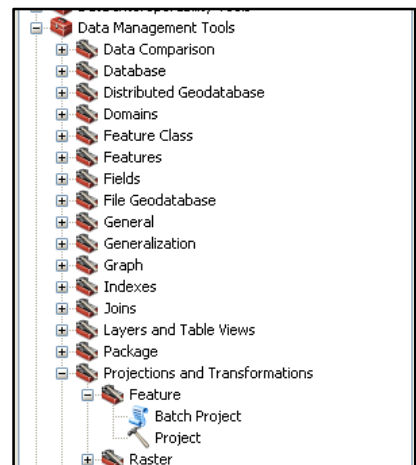 Data Management Tools
Data Comparison
Database
Distributed Geodatabase
Domains
Feature Class
Features
Fields
File Geodatabase
General
Generalization
Graph
Indexes
Joins
Layers and Table Views
Package
Projections and Transformations
Feature
Batch Project
Project
Raster